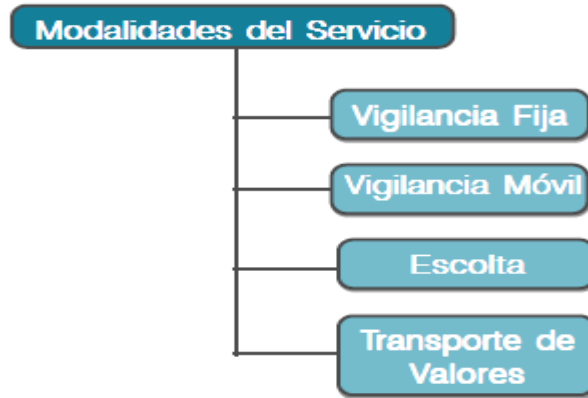 Modalidades del Servicio
Vigilancia Fija
Vigilancia Móvil
Escolta
Transporte de
Valores